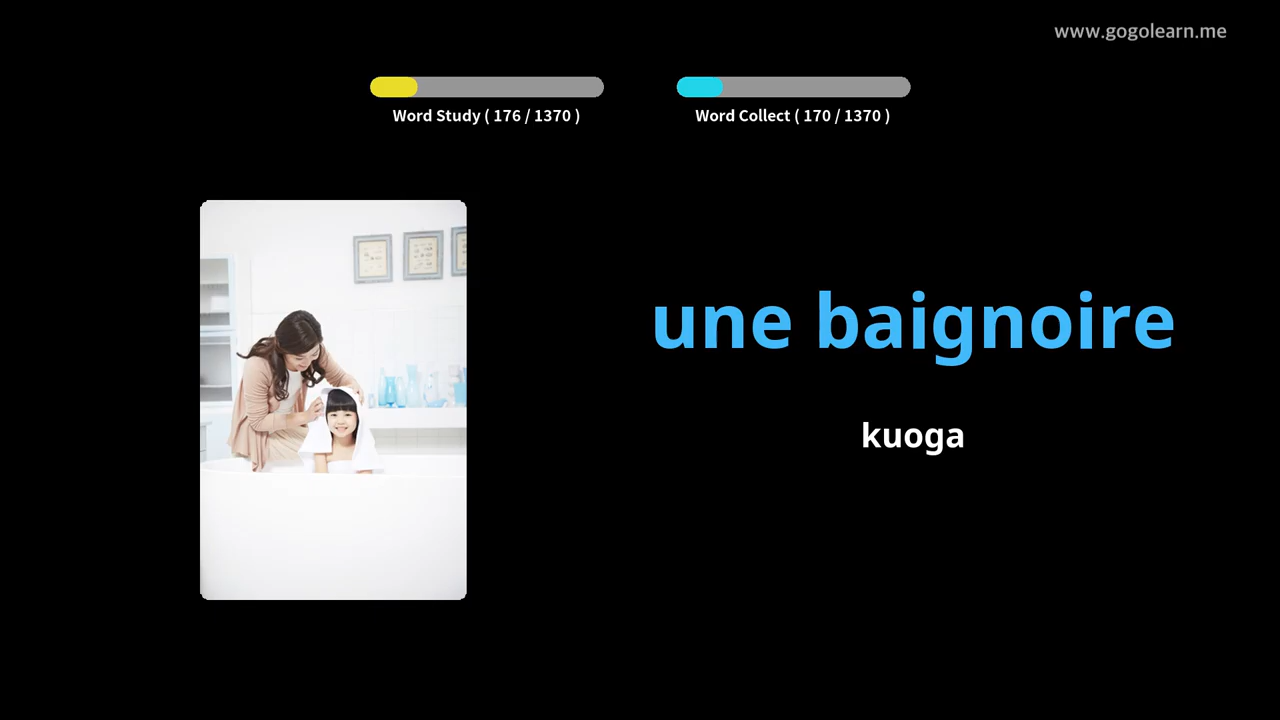 www.gogolearn.me
Word Study ( 176 / 1370 )
Word Collect ( 170 / 1370 )
une baignoire
kuoga